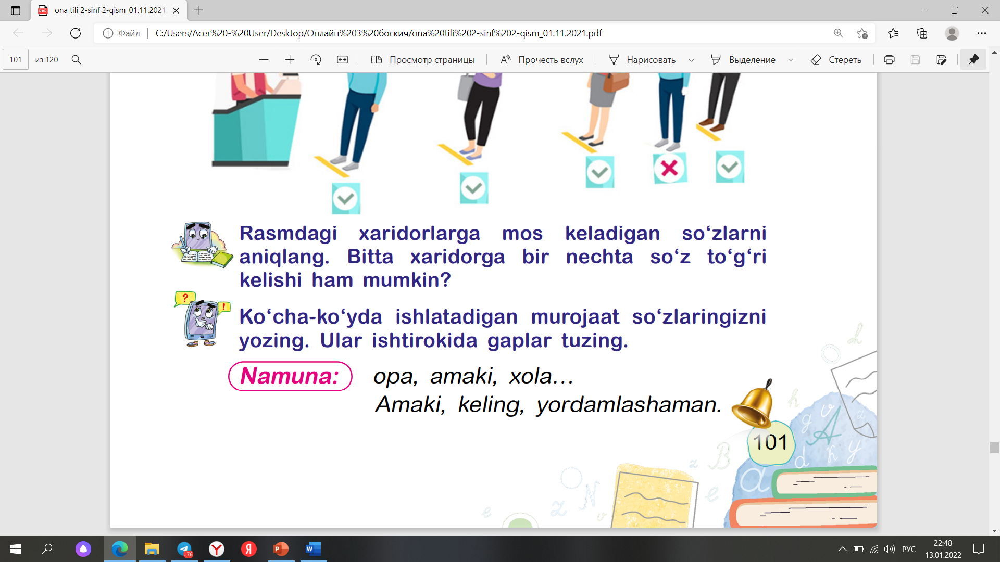 ona tili 2-sinf 2-qism_01.11.2021
Файл
C:/Users/Acer%20-%20User/Desktop/Онлайн%203%20боскич/ona%20tili%202-sinf%202-qism_01.11.2021.pdf
101 из 120
Просмотр страницы
Прочесть вслух
Нарисовать
Выделение
Стереть
Rasmdagi xaridorlarga mos keladigan so‘zlarni
aniqlang. Bitta xaridorga bir nechta so‘z to‘g‘ri
kelishi ham mumkin?
Ko‘cha-ko‘yda ishlatadigan murojaat so‘zlaringizni
yozing. Ular ishtirokida gaplar tuzing.
Namuna: opa, amaki, xola...
Amaki, keling, yordamlashaman.
101
РУС
22:48
13.01.2022